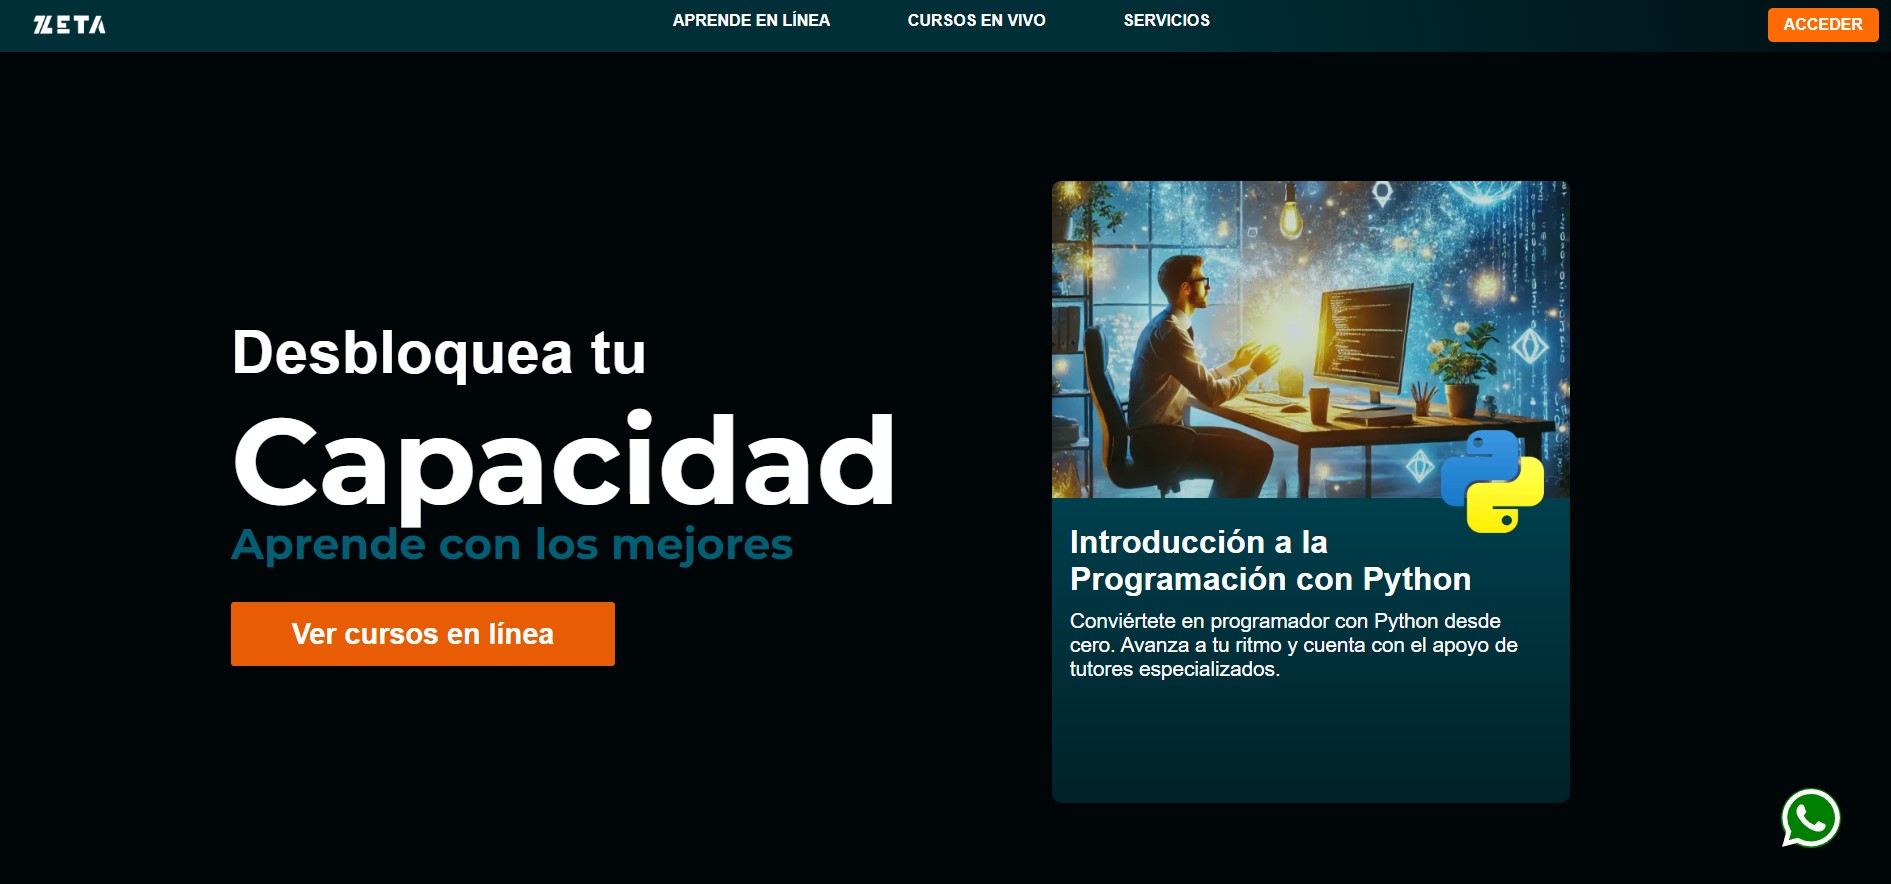 ZETA
APRENDE EN LÍNEA
CURSOS EN VIVO
SERVICIOS
ACCEDER
Desbloquea tu
Capacidad
Aprende con los mejores
Ver cursos en línea
Introducción a la
Programación con Python
Conviértete en programador con Python desde
cero. Avanza a tu ritmo y cuenta con el apoyo de
tutores especializados.